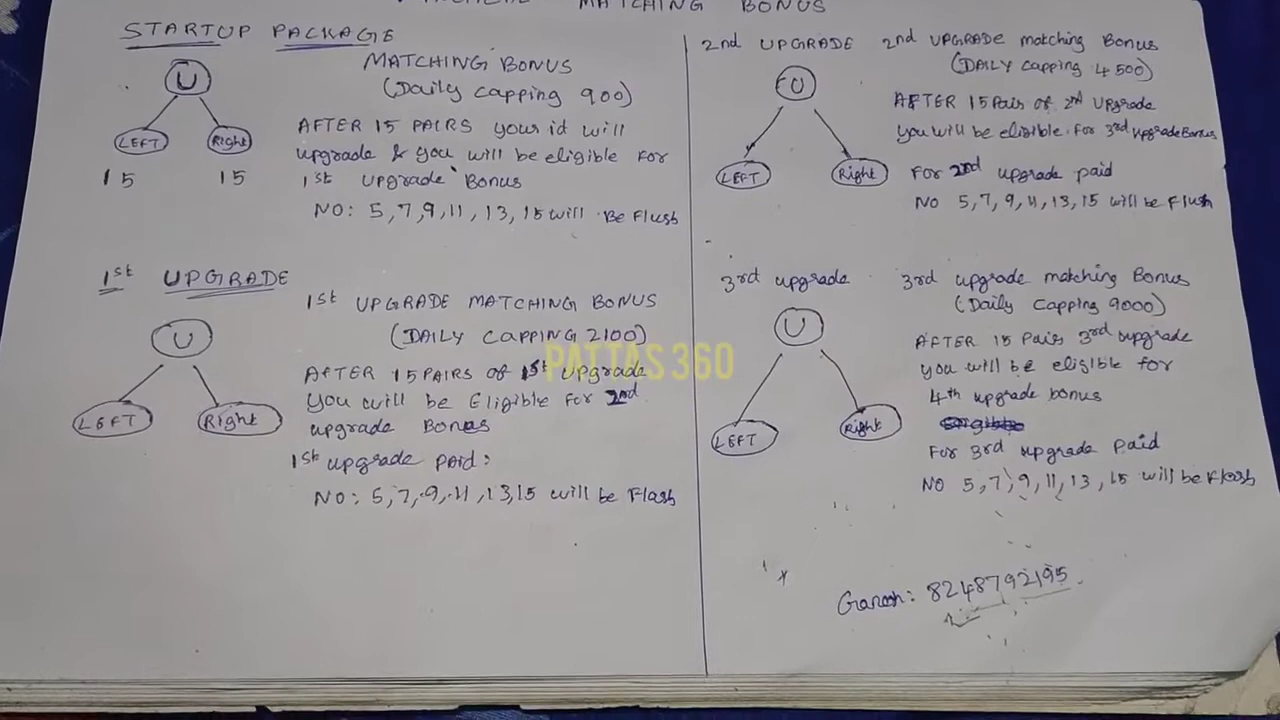 MATCHING BONUS
STARTUP PACKAGE
MATCHING BONUS
(Daily capping 900)
U
LEFT
Right
15
15
AFTER 15 PAIRS your id will
upgrade & you will be eligible For
1st upgrade Bonus
NO: 5,7,9,11,13,15 will Be Flush
1st UPGRADE
1st UPGRADE MATCHING BONUS
(DAILY CAPPING 2100)
U
LEFT
Right
AFTER 15 PAIRS of 1st upgrade
you will be Eligible For 2nd
upgrade Bonus
1st upgrade PAID:
NO: 5,7,9,11,13,15 will be Flash
2nd UPGRADE
2nd UPGRADE matching Bonus
(DAILY capping 4500)
U
LEFT
Right
AFTER 15 Pair of 2nd upgrade
you will be eligible For 3rd upgrade Bonus
For 2nd upgrade paid
NO 5,7,9,11,13,15 will be Flush
3rd upgrade
3rd upgrade matching Bonus
(Daily Capping 9000)
U
LEFT
Right
AFTER 15 Pairs 3rd upgrade
you will be eligible for
4th upgrade bonus
For 3rd upgrade Paid
NO 5,7,9,11,13,15 will be Flash
Ganesh: 8248792195
PATTAS 360